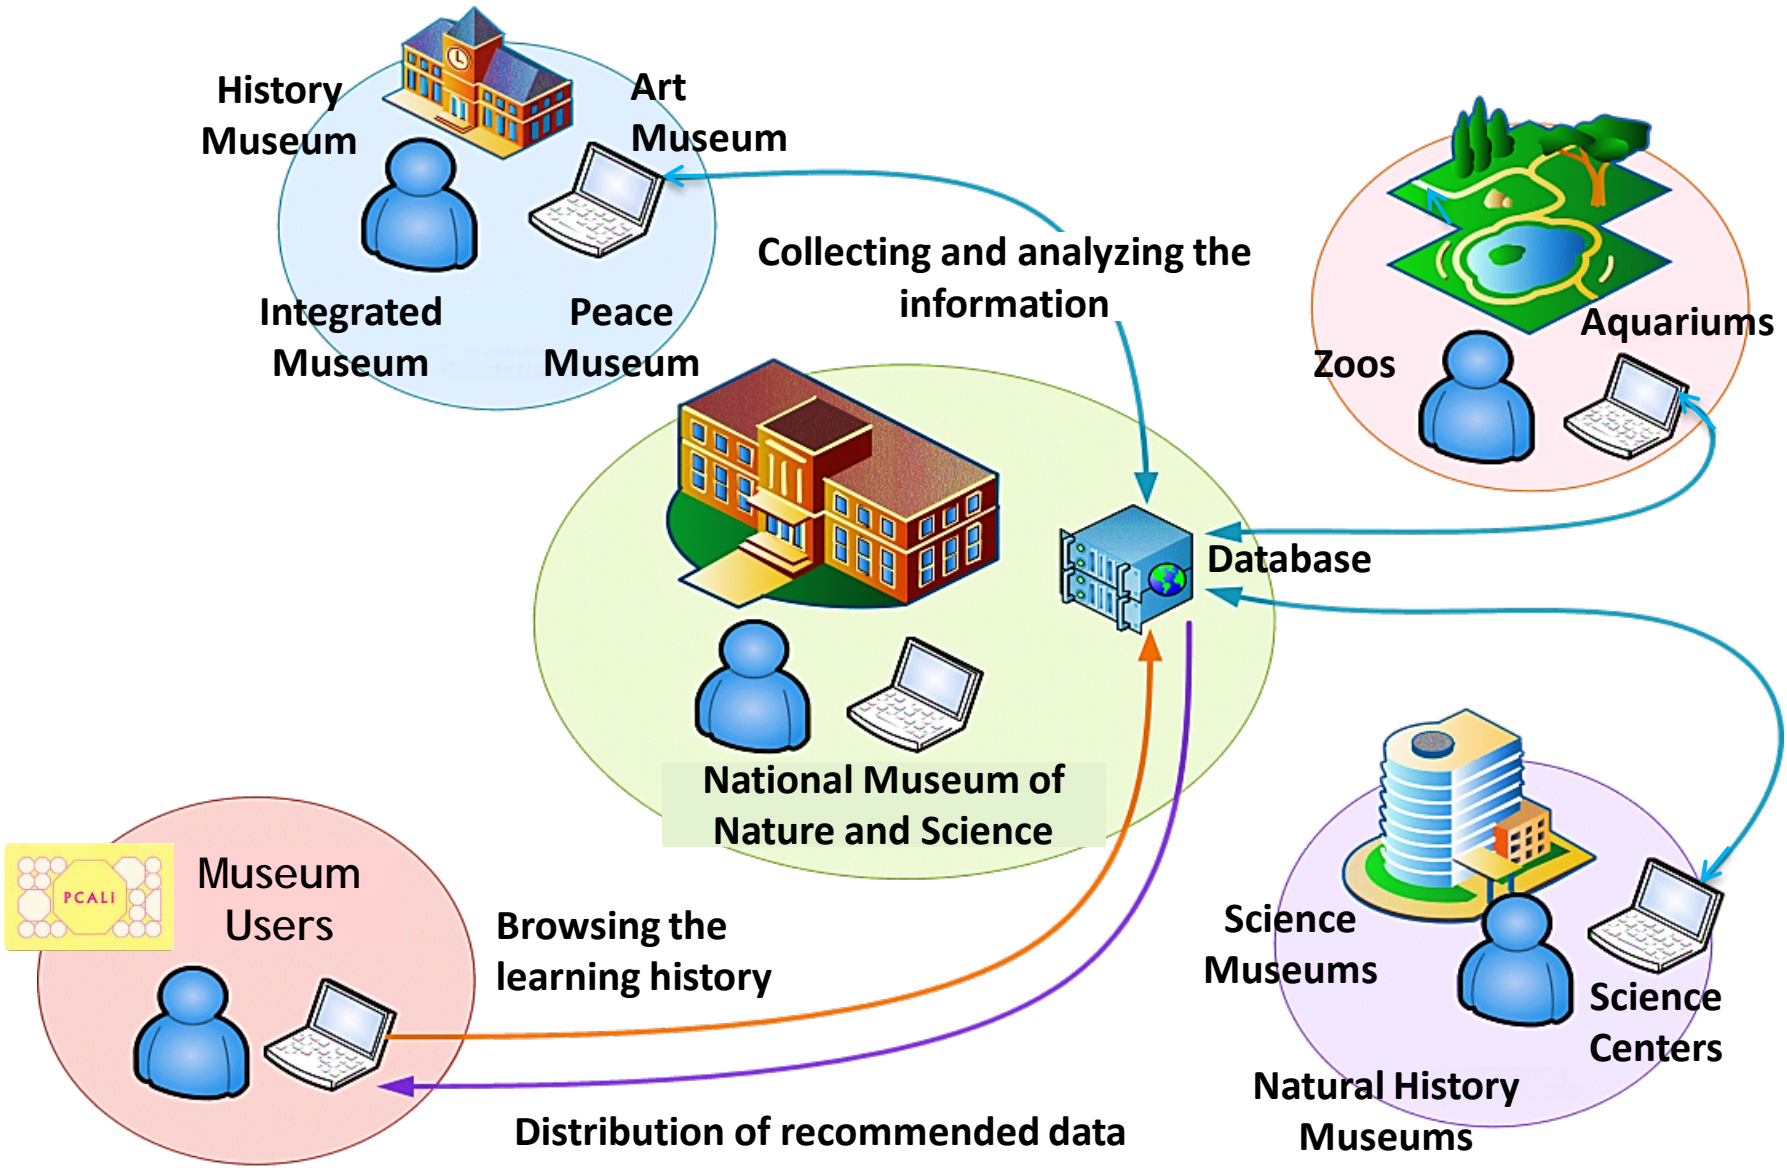 History
Museum
Art
Museum
Integrated
Museum
Peace
Museum
Collecting and analyzing the
information
Aquariums
Zoos
Database
National Museum of
Nature and Science
PCALi
Museum
Users
Browsing the
learning history
Distribution of recommended data
Science
Museums
Science
Centers
Natural History
Museums